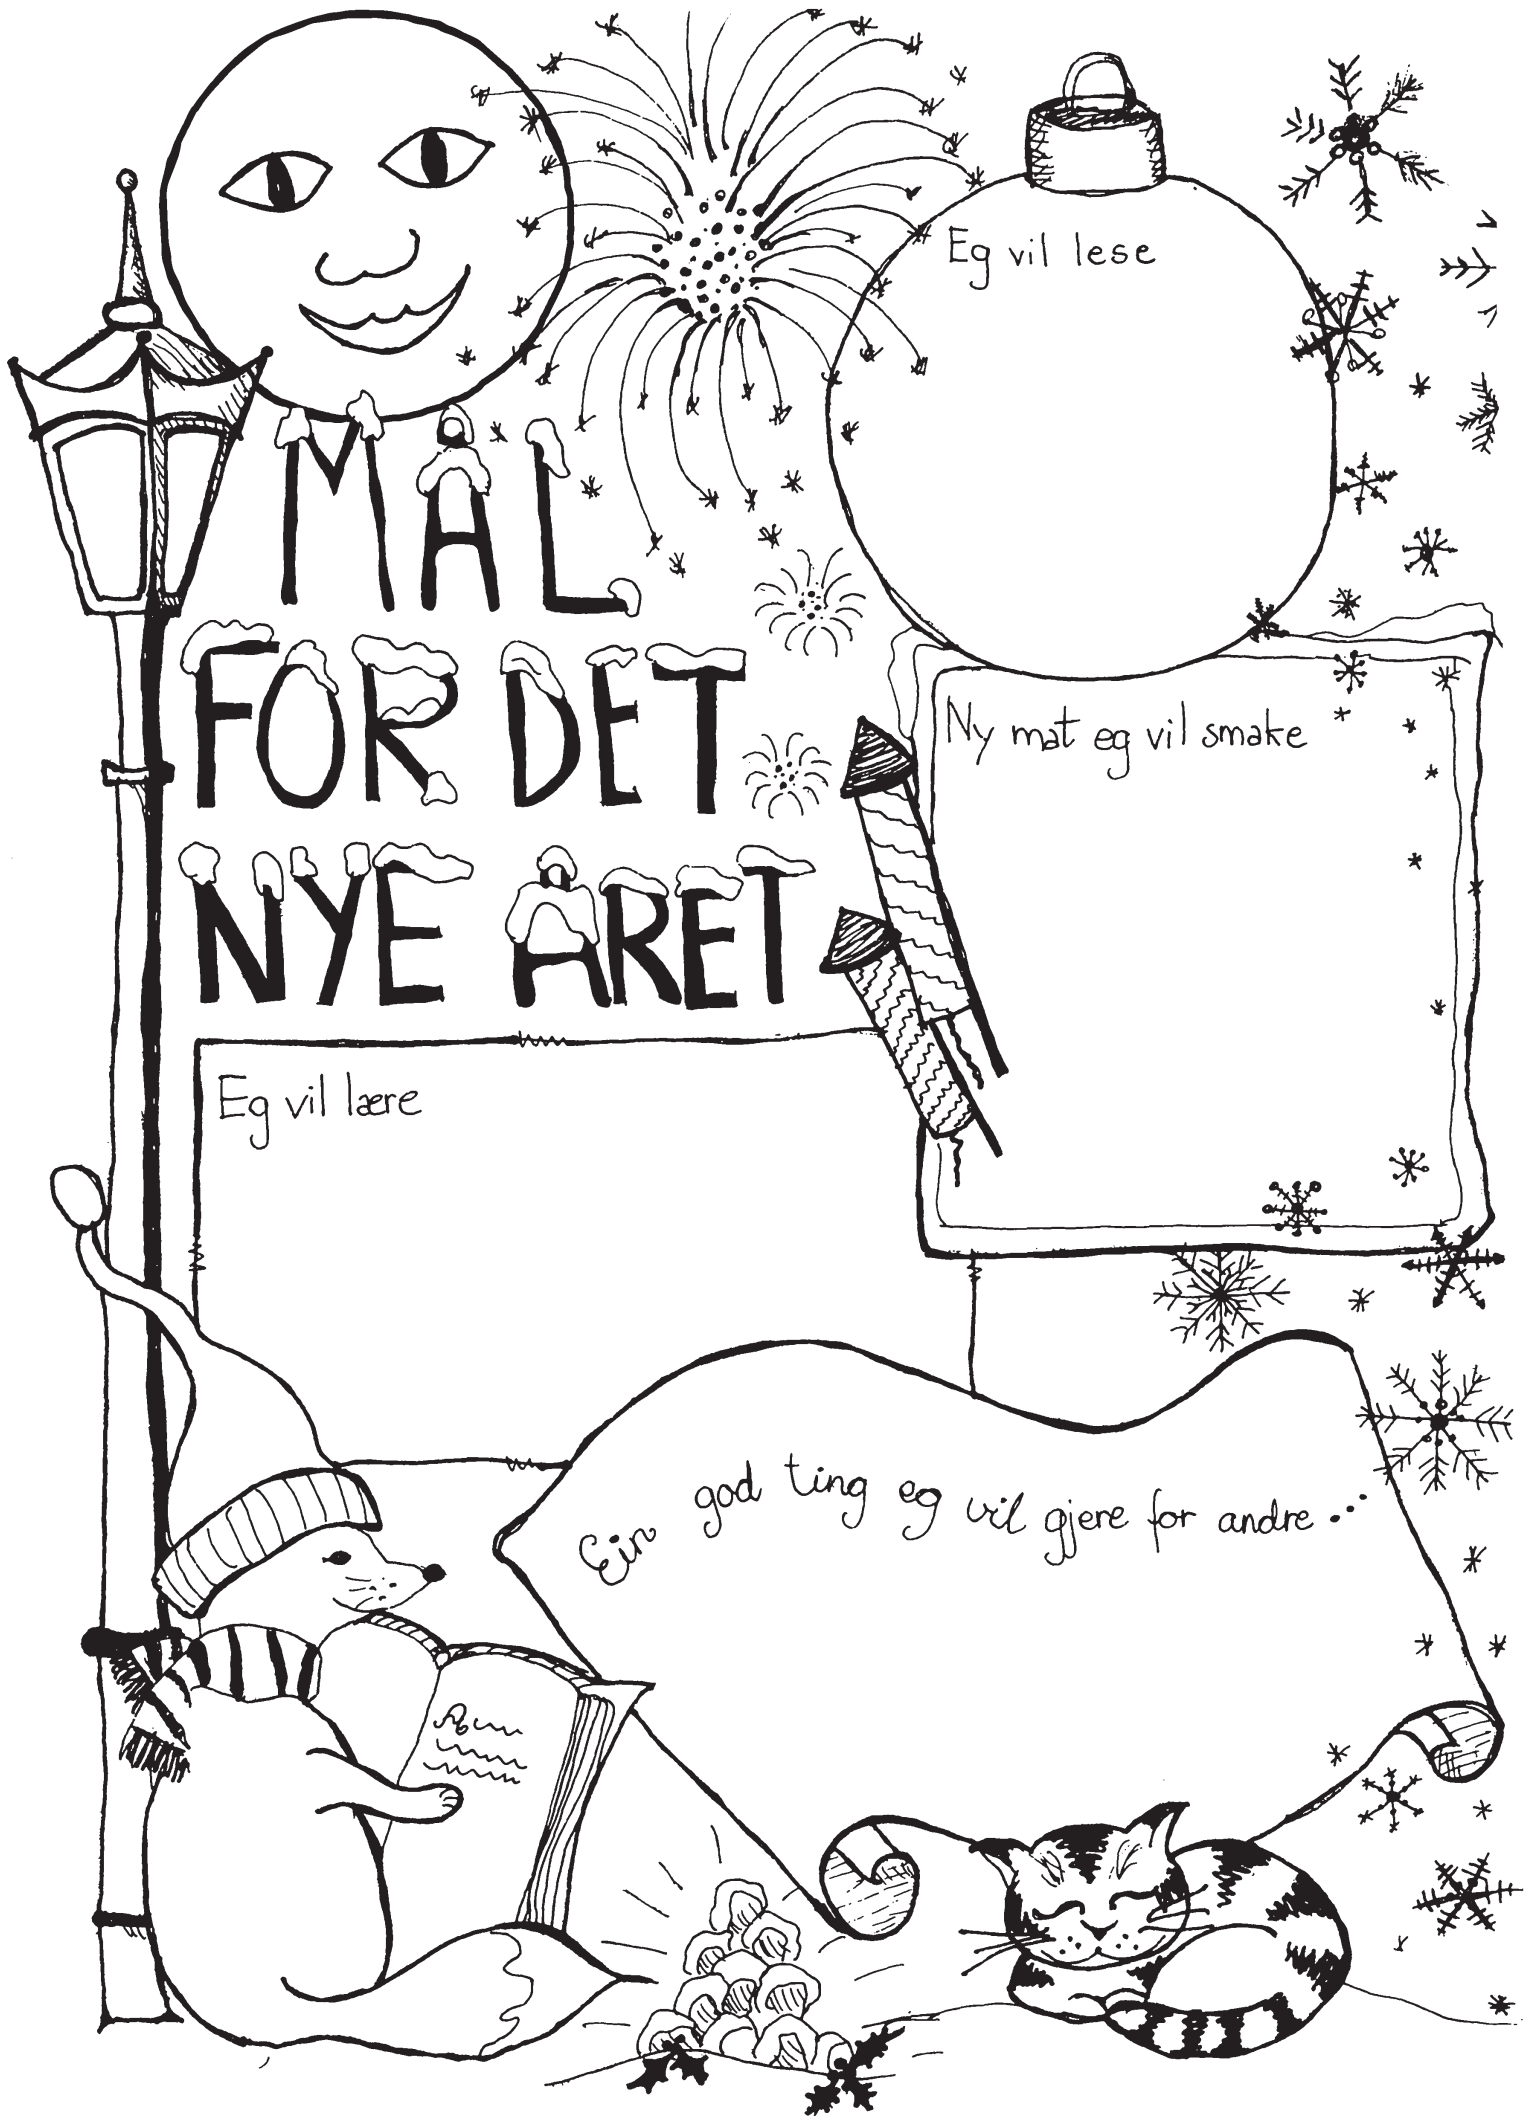 MÅL
FOR DET
NYE ÅRET
Eg vil lese
Ny mat eg vil smake
Eg vil lære
Ein god ting eg vil gjere for andre...